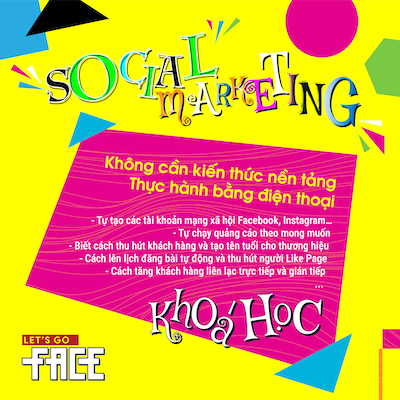 SOCIAL
MARKETING
Không cần kiến thức nền tảng
Thực hành bằng điện thoại
- Tự tạo các tài khoản mạng xã hội Facebook, Instagram...
- Tự chạy quảng cáo theo mong muốn
- Biết cách thu hút khách hàng và tạo tên tuổi cho thương hiệu
- Cách lên lịch đăng bài tự động và thu hút người Like Page
- Cách tăng khách hàng liên lạc trực tiếp và gián tiếp
...
Khoá Học
LET'S GO
FACE